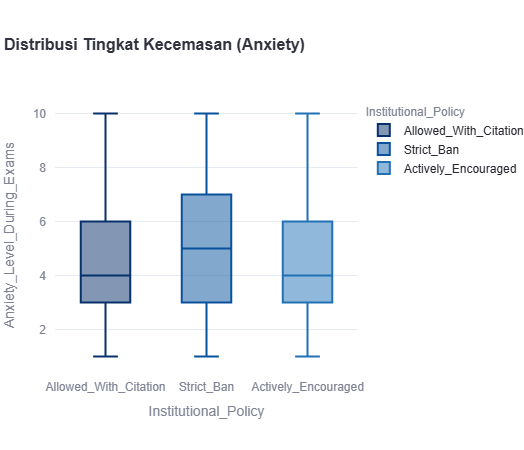 Distribusi Tingkat Kecemasan (Anxiety)
Institutional_Policy
Allowed_With_Citation
Strict_Ban
Actively_Encouraged
Anxiety_Level_During_Exams
10
8
6
4
2
Allowed_With_Citation
Strict_Ban
Actively_Encouraged
Institutional_Policy